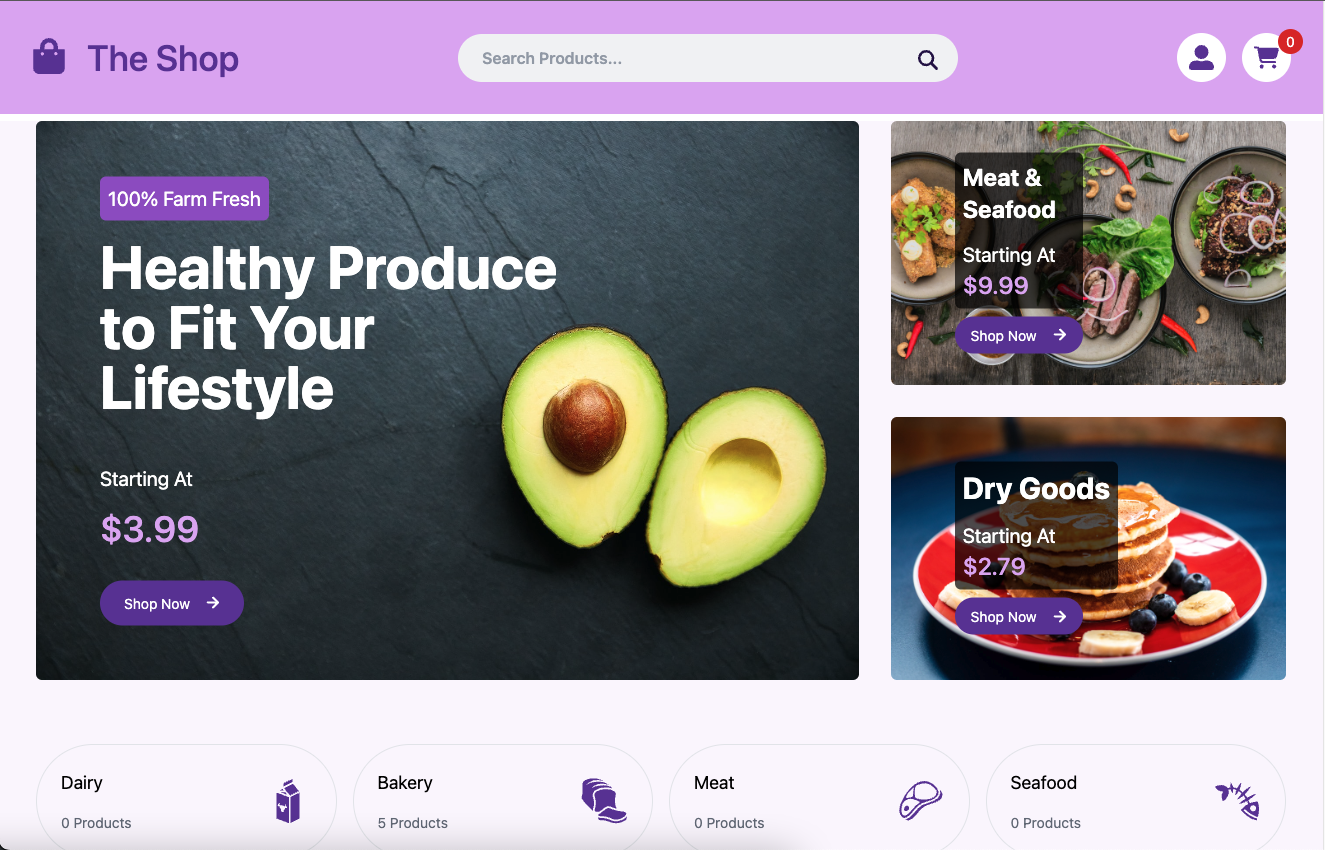 The Shop
Search Products...
0
100% Farm Fresh
Healthy Produce
to Fit Your
Lifestyle
Starting At
$3.99
Shop Now
Meat &
Seafood
Starting At
$9.99
Shop Now
Dry Goods
Starting At
$2.79
Shop Now
Dairy
0 Products
Bakery
5 Products
Meat
0 Products
Seafood
0 Products